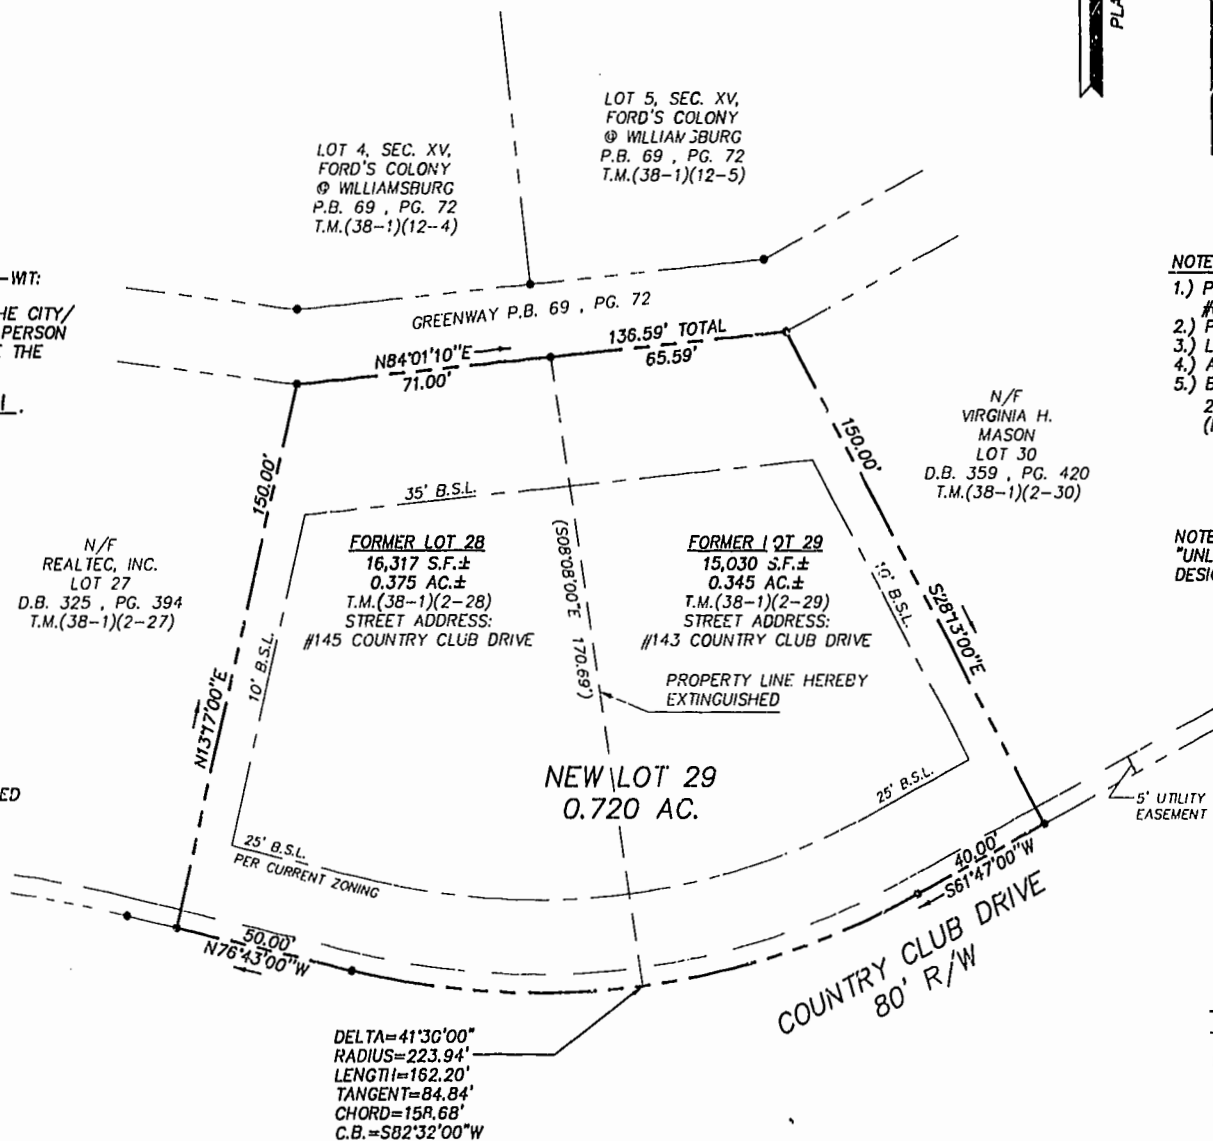 PLA
LOT 4, SEC. XV,
FORD'S COLONY
@ WILLIAMSBURG
P.B. 69 , PG. 72
T.M.(38-1)(12-4)
LOT 5, SEC. XV,
FORD'S COLONY
@ WILLIAMSBURG
P.B. 69 , PG. 72
T.M.(38-1)(12-5)
-WIT:
HE CITY/
PERSON
THE
GREENWAY P.B. 69 , PG. 72
N84°01'10"E
71.00'
136.59' TOTAL
65.59'
NOTE
1.) P
2.) P
3.) L
4.) A
5.) B
2
150.00'
N13°17'00"E
150.00'
S28°13'00"E
N/F
VIRGINIA H.
MASON
LOT 30
D.B. 359 , PG. 420
T.M.(38-1)(2-30)
NOTE
"UNL
DESIG
N/F
REALTEC, INC.
LOT 27
D.B. 325 , PG. 394
T.M.(38-1)(2-27)
35' B.S.L.
10' B.S.L.
10' B.S.L.
FORMER LOT 28
16,317 S.F.±
0.375 AC.±
T.M.(38-1)(2-28)
STREET ADDRESS:
#145 COUNTRY CLUB DRIVE
(S08°08'00"E 170.69')
FORMER LOT 29
15,030 S.F.±
0.345 AC.±
T.M.(38-1)(2-29)
STREET ADDRESS:
#143 COUNTRY CLUB DRIVE
PROPERTY LINE HEREBY
EXTINGUISHED
NEW LOT 29
0.720 AC.
ED
25' B.S.L.
PER CURRENT ZONING
25' B.S.L.
5' UTILITY
EASEMENT
50.00'
N76°43'00"W
40.00'
S61°47'00"W
COUNTRY CLUB DRIVE
80' R/W
DELTA=41°30'00"
RADIUS=223.94'
LENGTH=162.20'
TANGENT=84.84'
CHORD=158.68'
C.B.=S82°32'00"W